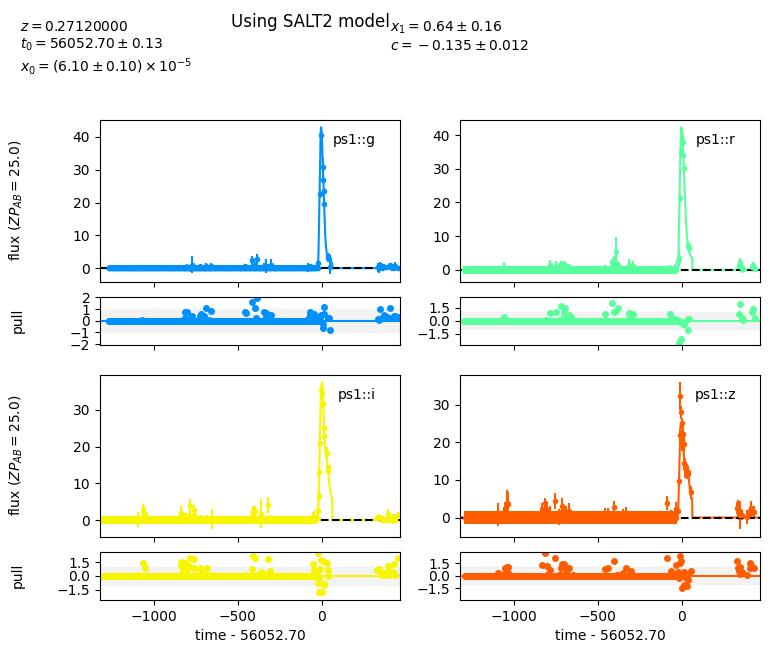 Using SALT2 model
z = 0.27120000
t₀ = 56052.70 ± 0.13
x₀ = (6.10 ± 0.10) × 10⁻⁵
x₁ = 0.64 ± 0.16
c = −0.135 ± 0.012
flux (ZP_AB = 25.0)
40
30
20
10
0
ps1::g
40
30
20
10
0
ps1::r
pull
2
1
0
−1
−2
1.5
0.0
−1.5
flux (ZP_AB = 25.0)
30
20
10
0
ps1::i
30
20
10
0
ps1::z
pull
1.5
0.0
−1.5
−1000 −500 0
time - 56052.70
1.5
0.0
−1.5
−1000 −500 0
time - 56052.70